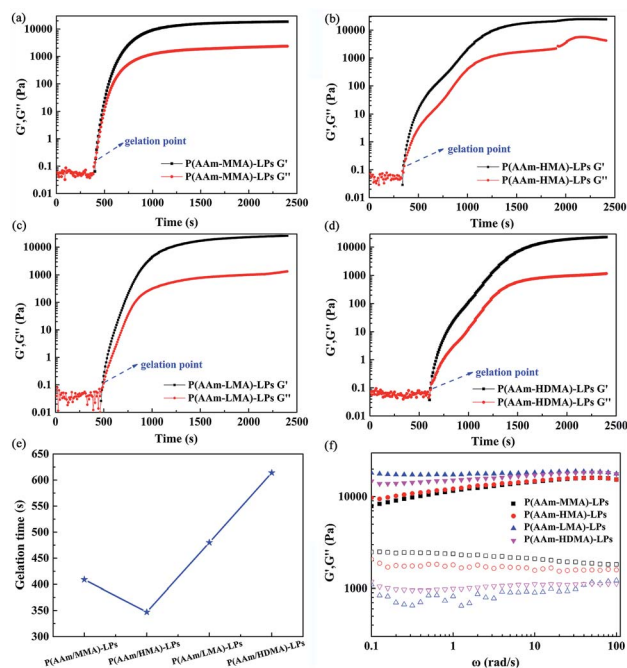 (a)
10000
1000
100
10
1
0.1
0.01
G',G'' (Pa)
gelation point
P(AAm-MMA)-LPs G'
P(AAm-MMA)-LPs G''
0 500 1000 1500 2000 2500
Time (s)
(b)
10000
1000
100
10
1
0.1
0.01
G',G'' (Pa)
gelation point
P(AAm-HMA)-LPs G'
P(AAm-HMA)-LPs G''
0 500 1000 1500 2000 2500
Time (s)
(c)
10000
1000
100
10
1
0.1
0.01
G',G'' (Pa)
gelation point
P(AAm-LMA)-LPs G'
P(AAm-LMA)-LPs G''
0 500 1000 1500 2000 2500
Time (s)
(d)
10000
1000
100
10
1
0.1
0.01
G',G'' (Pa)
gelation point
P(AAm-HDMA)-LPs G'
P(AAm-HDMA)-LPs G''
0 500 1000 1500 2000 2500
Time (s)
(e)
650
600
550
500
450
400
350
300
Gelation time (s)
P(AAm/MMA)-LPs
P(AAm/HMA)-LPs
P(AAm/LMA)-LPs
P(AAm/HDMA)-LPs
(f)
10000
1000
G',G'' (Pa)
P(AAm-MMA)-LPs
P(AAm-HMA)-LPs
P(AAm-LMA)-LPs
P(AAm-HDMA)-LPs
0.1 1 10 100
ω (rad/s)